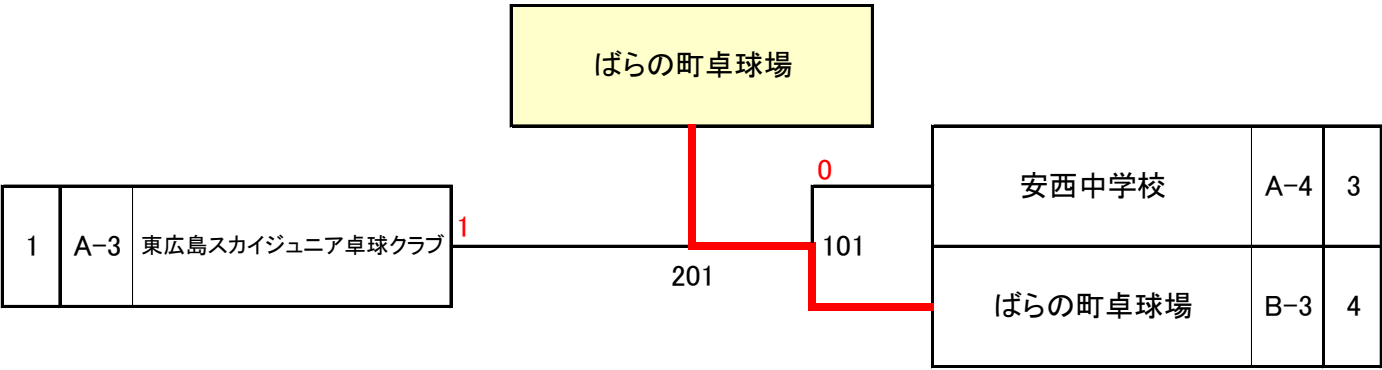 ばらの町卓球場
1 A-3 東広島スカイジュニア卓球クラブ
1
201
0
101
安西中学校 A-4 3
ばらの町卓球場 B-3 4